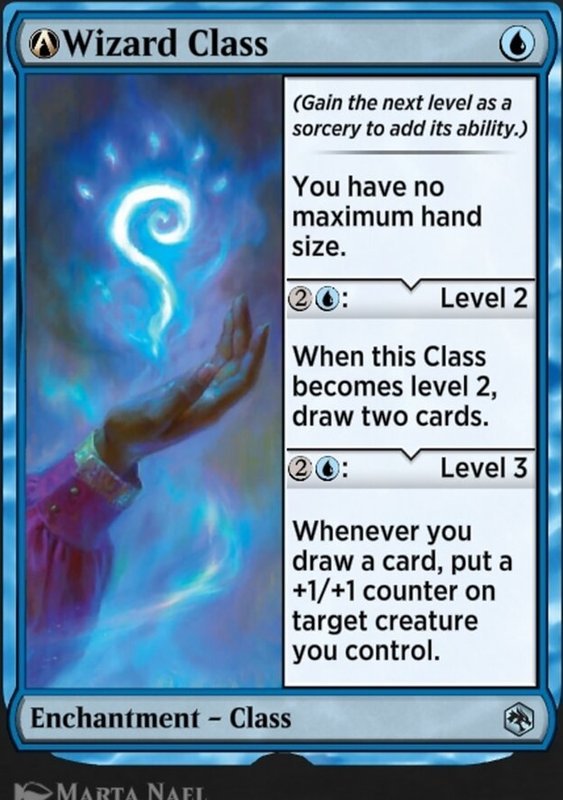 Wizard Class
(Gain the next level as a
sorcery to add its ability.)
You have no
maximum hand
size.
2 : Level 2
When this Class
becomes level 2,
draw two cards.
2 : Level 3
Whenever you
draw a card, put a
+1/+1 counter on
target creature
you control.
Enchantment – Class
MARTA NAEL